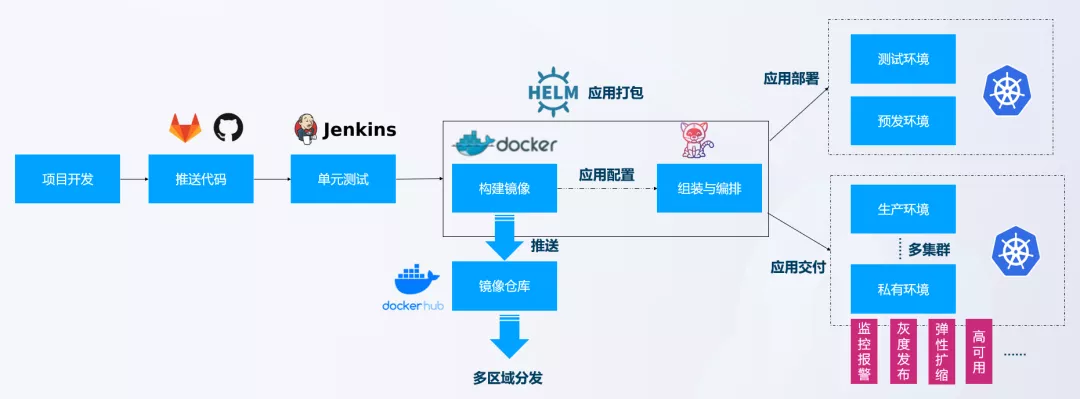 项目开发
推送代码
Jenkins
单元测试
HELM
应用打包
docker
构建镜像
应用配置
组装与编排
推送
dockerhub
镜像仓库
多区域分发
应用部署
测试环境
预发环境
应用交付
生产环境
多集群
私有环境
监控报警
灰度发布
弹性扩缩
高可用
......